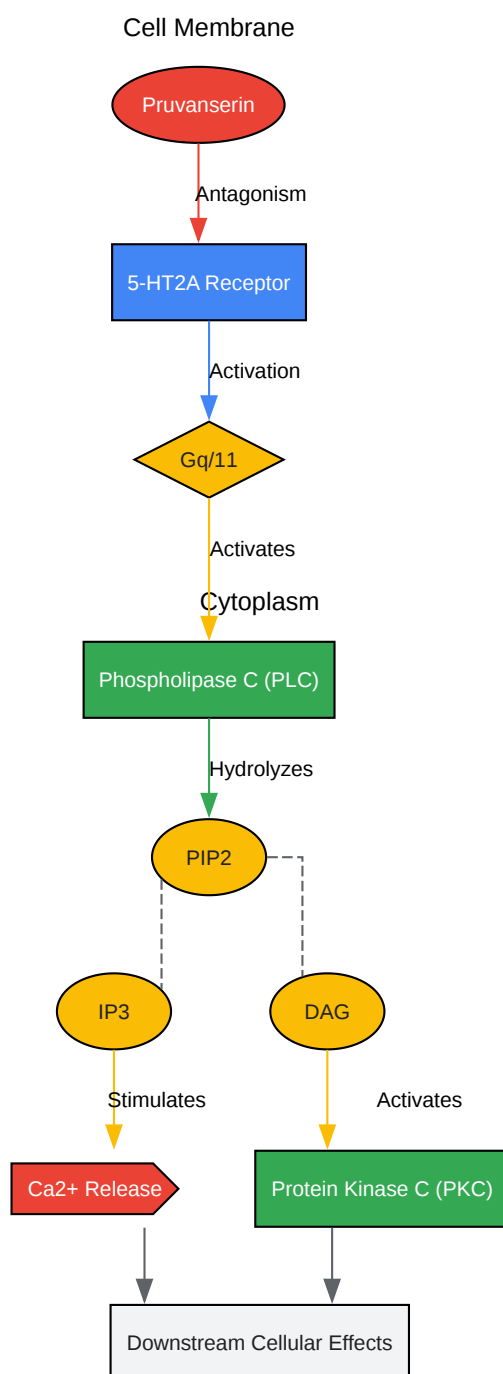 Cell Membrane
Pruvanserin
Antagonism
5-HT2A Receptor
Activation
Gq/11
Activates
Cytoplasm
Phospholipase C (PLC)
Hydrolyzes
PIP2
IP3
DAG
Stimulates
Activates
Ca2+ Release
Protein Kinase C (PKC)
Downstream Cellular Effects